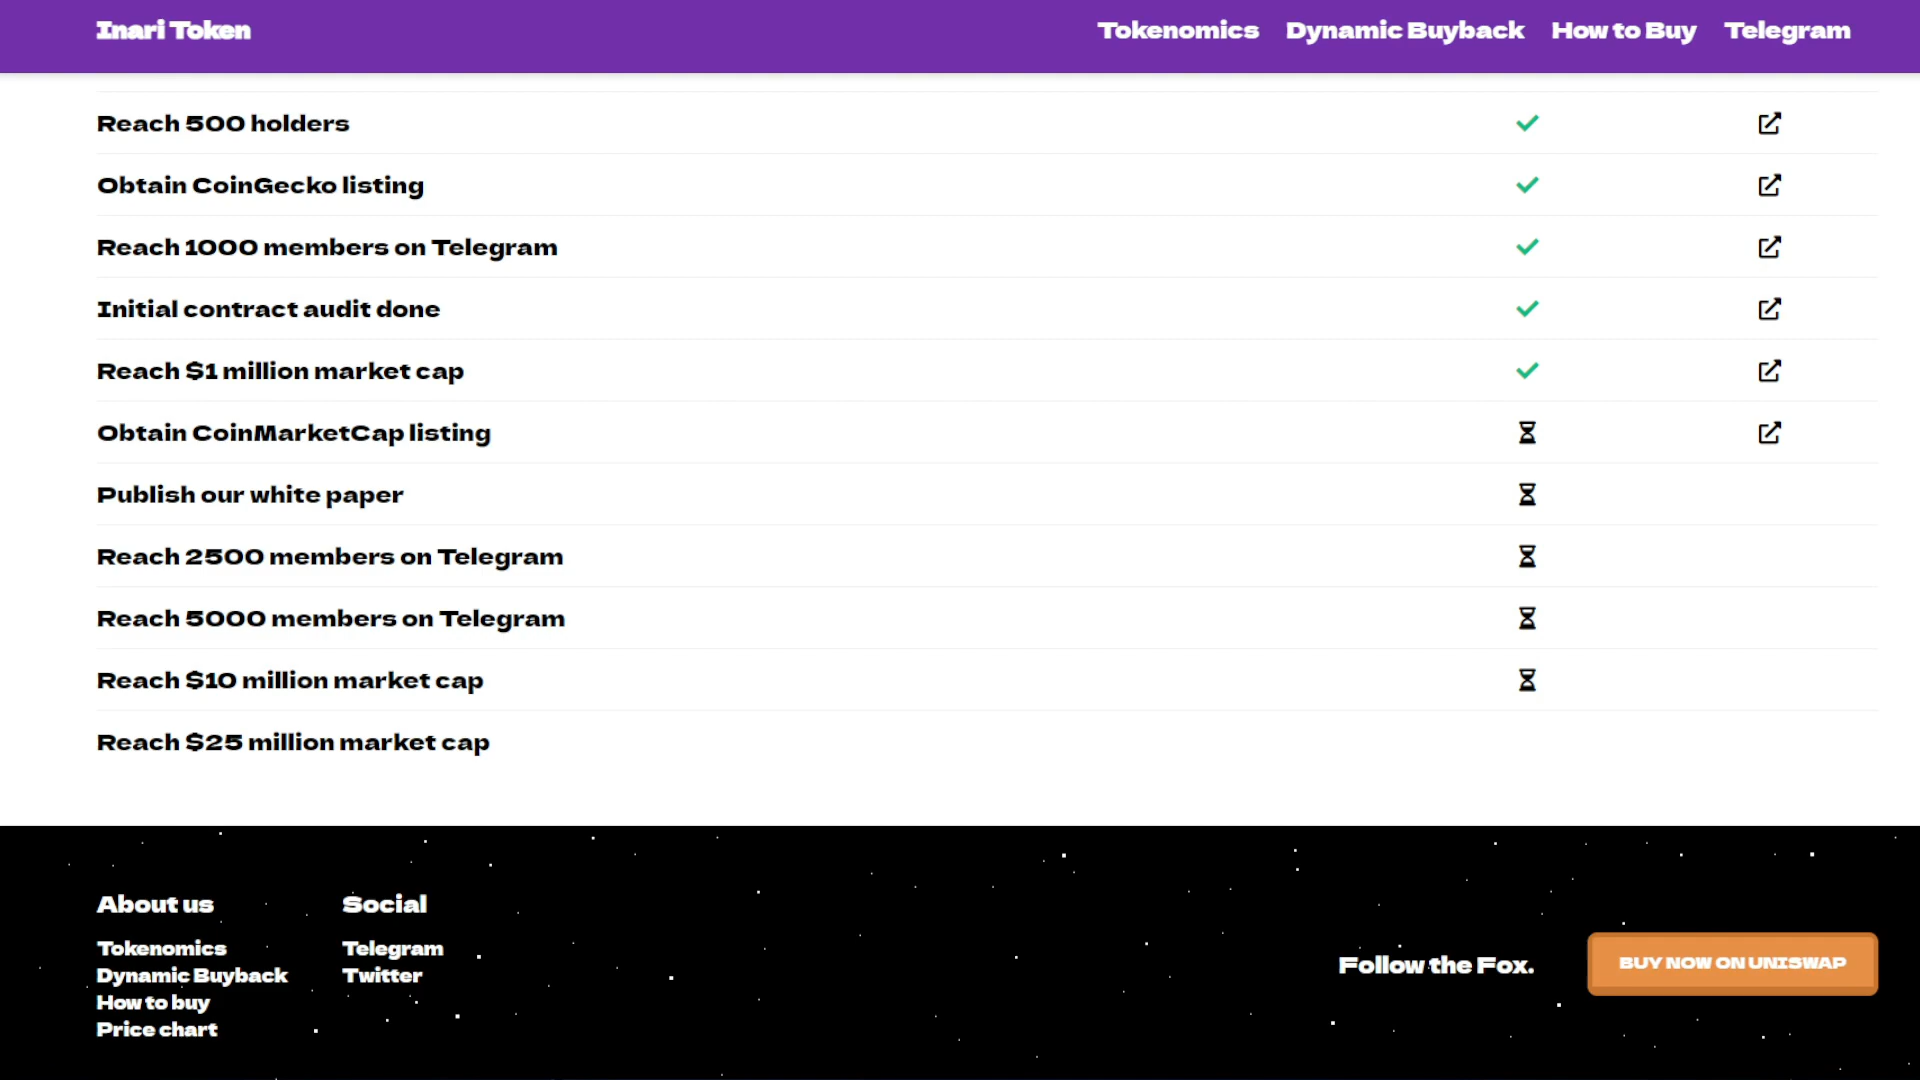 Inari Token
Tokenomics Dynamic Buyback How to Buy Telegram
Reach 500 holders
Obtain CoinGecko listing
Reach 1000 members on Telegram
Initial contract audit done
Reach $1 million market cap
Obtain CoinMarketCap listing
Publish our white paper
Reach 2500 members on Telegram
Reach 5000 members on Telegram
Reach $10 million market cap
Reach $25 million market cap
About us
Tokenomics
Dynamic Buyback
How to buy
Price chart
Social
Telegram
Twitter
Follow the Fox.
BUY NOW ON UNISWAP